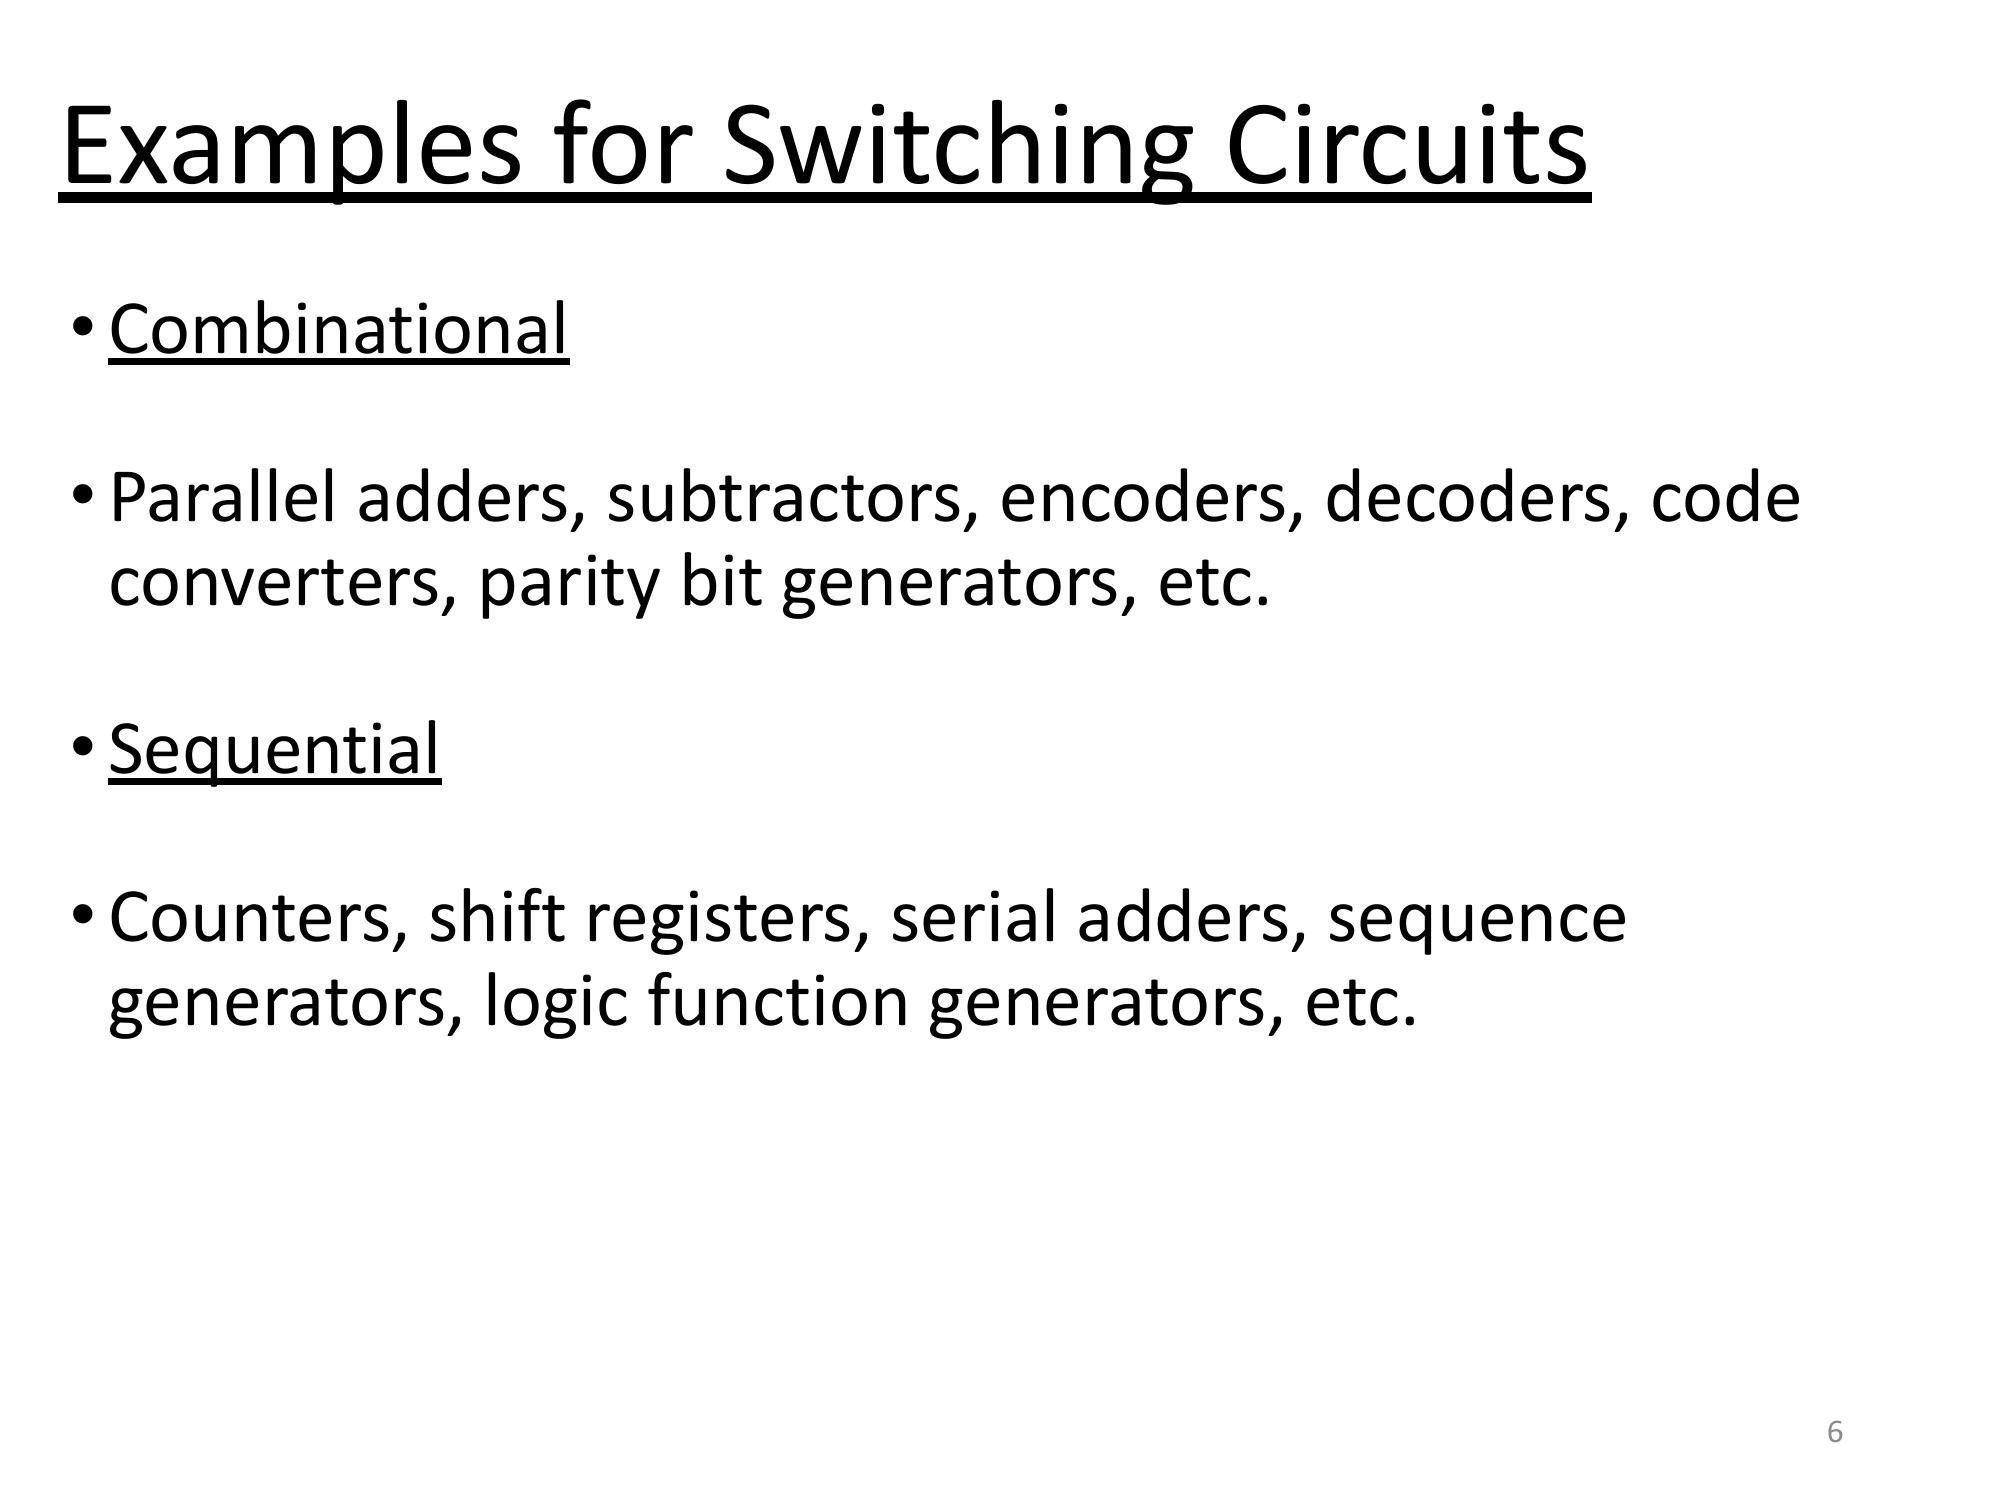 Examples for Switching Circuits
• Combinational
• Parallel adders, subtractors, encoders, decoders, code
converters, parity bit generators, etc.
• Sequential
• Counters, shift registers, serial adders, sequence
generators, logic function generators, etc.
6